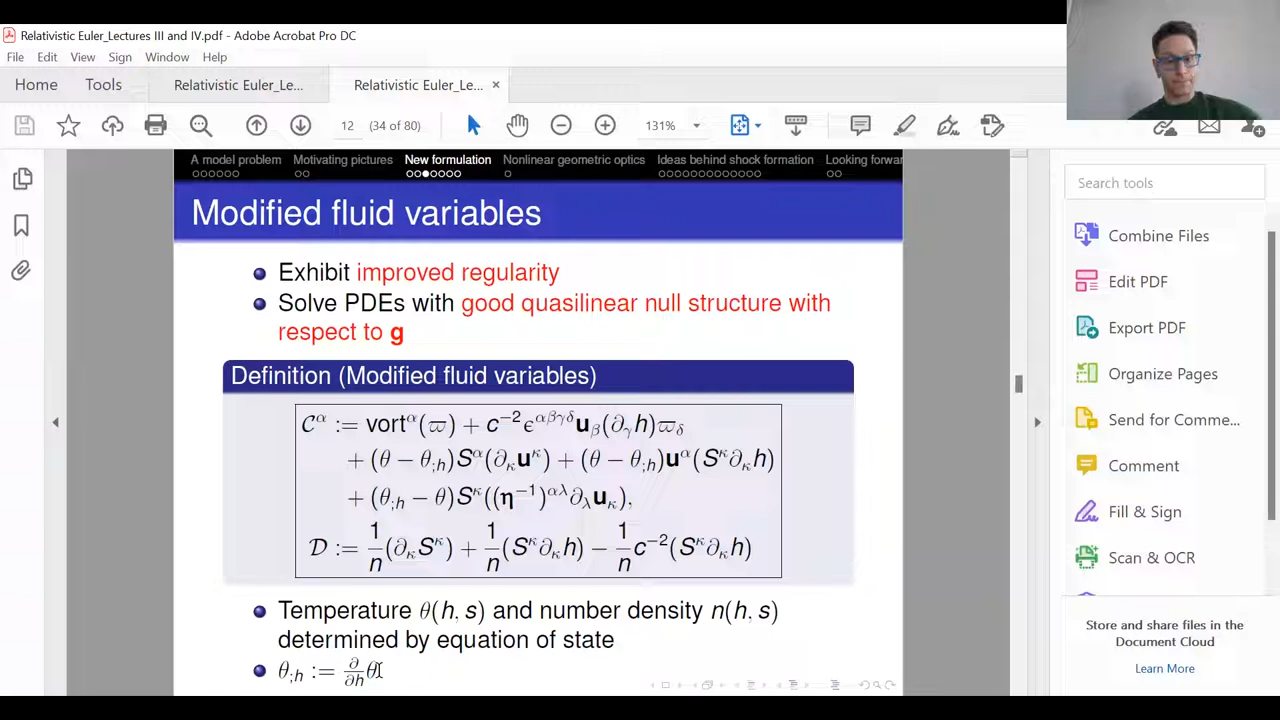 Relativistic Euler_Lectures III and IV.pdf - Adobe Acrobat Pro DC
File Edit View Sign Window Help
Home Tools Relativistic Euler_Le... Relativistic Euler_Le... ×
12 (34 of 80) 131%
A model problem Motivating pictures New formulation Nonlinear geometric optics Ideas behind shock formation Looking forwar
Modified fluid variables
Exhibit improved regularity
Solve PDEs with good quasilinear null structure with
respect to g
Definition (Modified fluid variables)
𝒞^α := vort^α(ϖ) + c^{-2}ϵ^{αβγδ}u_β(∂_γh)ϖ_δ
+ (θ − θ_{;h})S^α(∂_κu^κ) + (θ − θ_{;h})u^α(S^κ∂_κh)
+ (θ_{;h} − θ)S^κ((η^{-1})^{αλ}∂_λu_κ),
𝒟 := 1/n(∂_κS^κ) + 1/n(S^κ∂_κh) − 1/n c^{-2}(S^κ∂_κh)
Temperature θ(h, s) and number density n(h, s)
determined by equation of state
θ_{;h} := ∂/∂h θ
Search tools
Combine Files
Edit PDF
Export PDF
Organize Pages
Send for Comme...
Comment
Fill & Sign
Scan & OCR
Store and share files in the
Document Cloud
Learn More